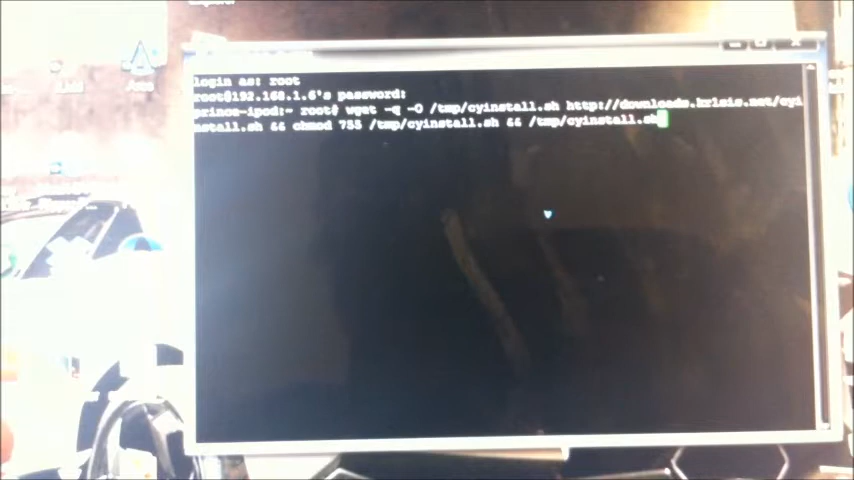 login as: root
root@192.168.1.6's password:
prince-ipod:~ root# wget -q -O /tmp/cyinstall.sh http://downloads.kr1sis.net/cyi
nstall.sh && chmod 755 /tmp/cyinstall.sh && /tmp/cyinstall.sh